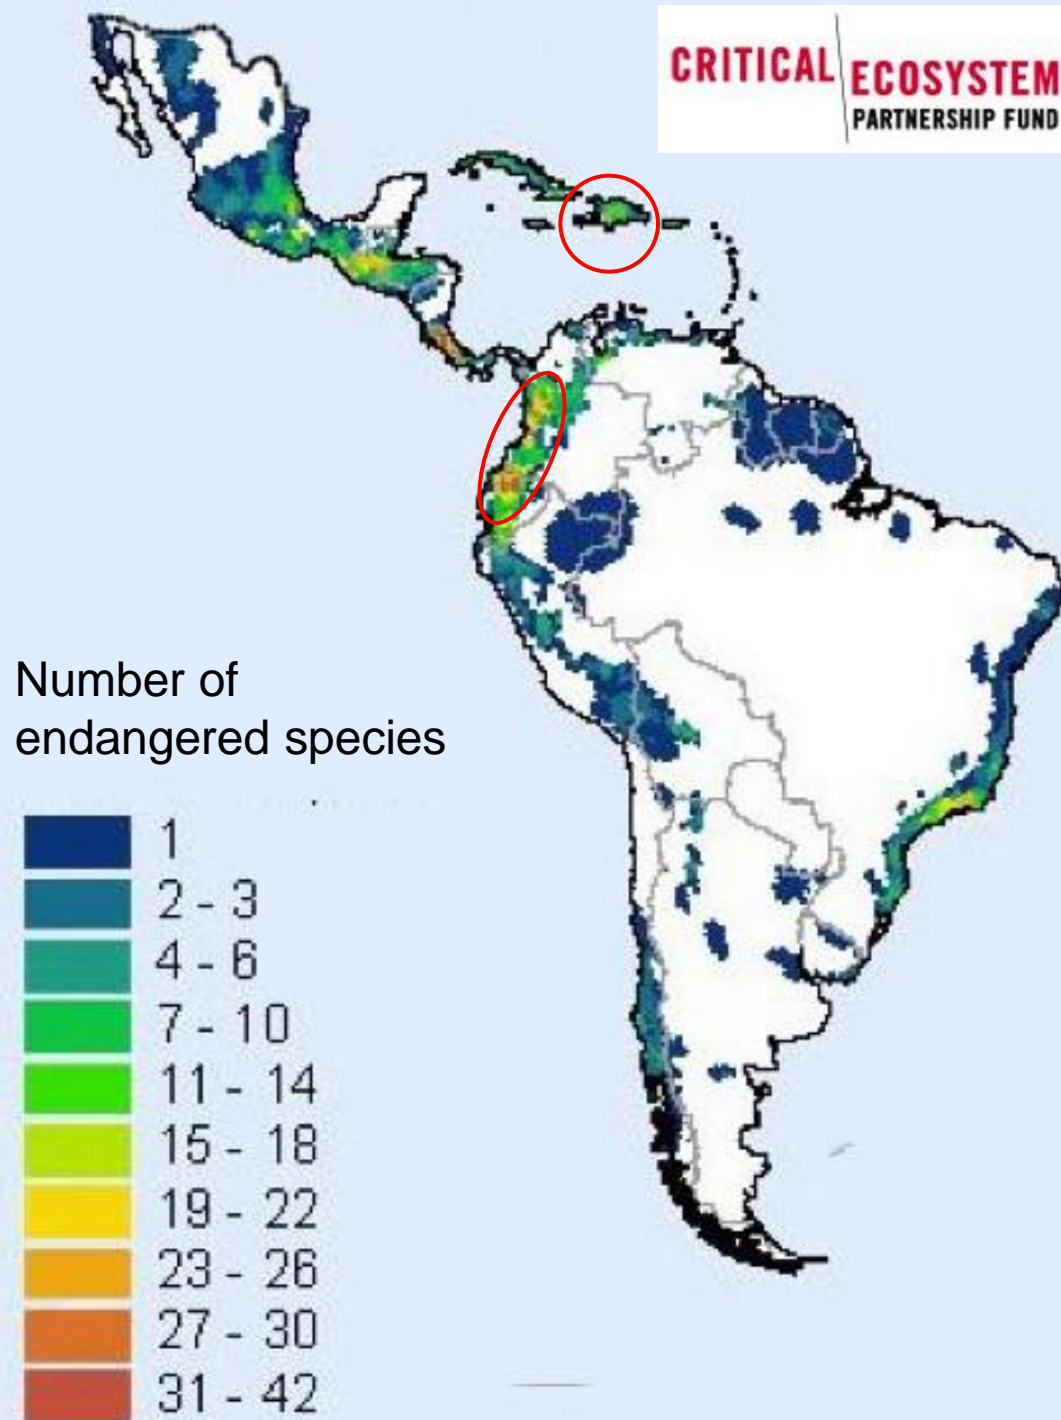 CRITICAL ECOSYSTEM
PARTNERSHIP FUND
Number of
endangered species
1
2 - 3
4 - 6
7 - 10
11 - 14
15 - 18
19 - 22
23 - 26
27 - 30
31 - 42